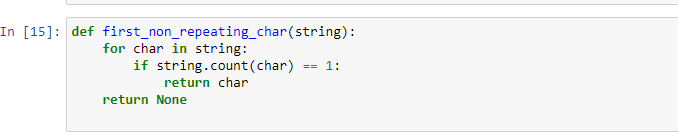 In [15]: def first_non_repeating_char(string):
    for char in string:
        if string.count(char) == 1:
            return char
    return None